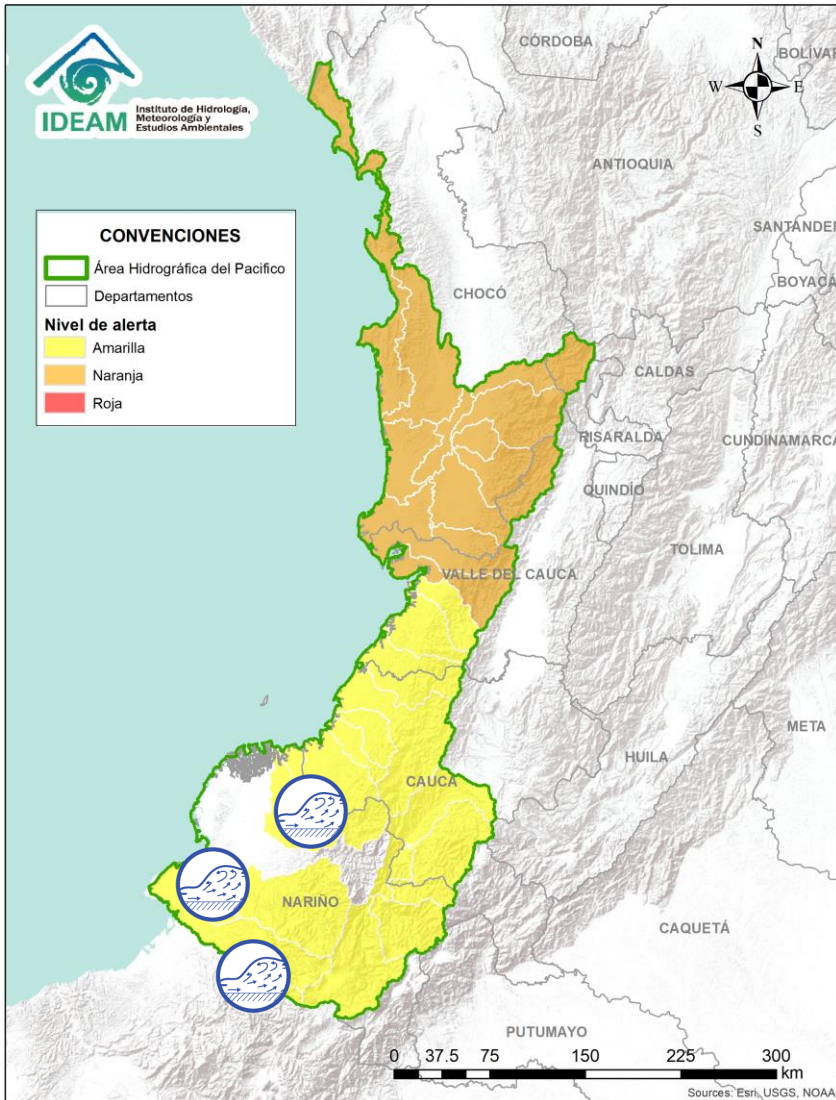 IDEAM
Instituto de Hidrología,
Meteorología y
Estudios Ambientales
N
W E
S
CÓRDOBA
BOLÍVAR
ANTIOQUIA
SANTANDER
BOYACÁ
CHOCÓ
CALDAS
RISARALDA
CUNDINAMARCA
QUINDÍO
TOLIMA
VALLE DEL CAUCA
META
HUILA
CAUCA
NARIÑO
CAQUETÁ
PUTUMAYO
CONVENCIONES
Área Hidrográfica del Pacifico
Departamentos
Nivel de alerta
Amarilla
Naranja
Roja
0 37.5 75 150 225 300
km
Sources: Esri, USGS, NOAA